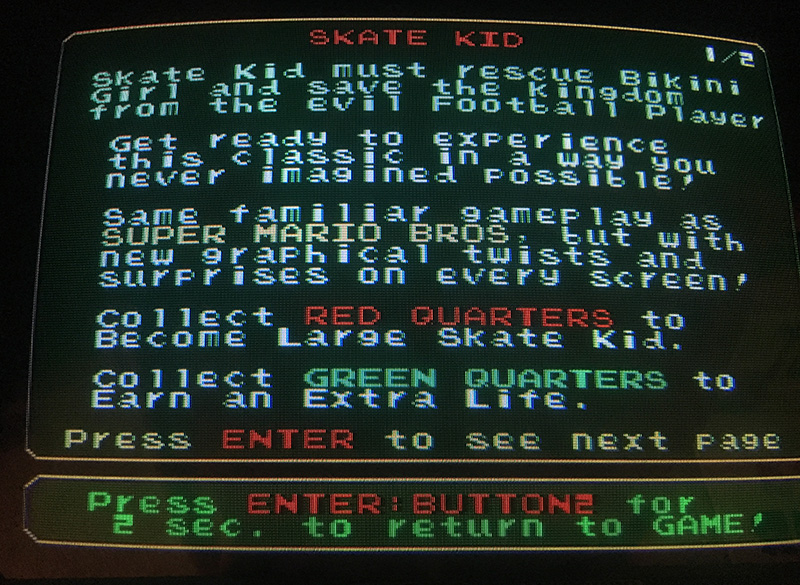 SKATE KID
1/2
Skate Kid must rescue Bikini
Girl and save the kingdom
from the evil Football Player
Get ready to experience
this classic in a way you
never imagined possible!
Same familiar gameplay as
SUPER MARIO BROS, but with
new graphical twists and
surprises on every screen!
Collect RED QUARTERS to
Become Large Skate Kid.
Collect GREEN QUARTERS to
Earn an Extra Life.
Press ENTER to see next page
Press ENTER:BUTTON2 for
2 sec. to return to GAME!